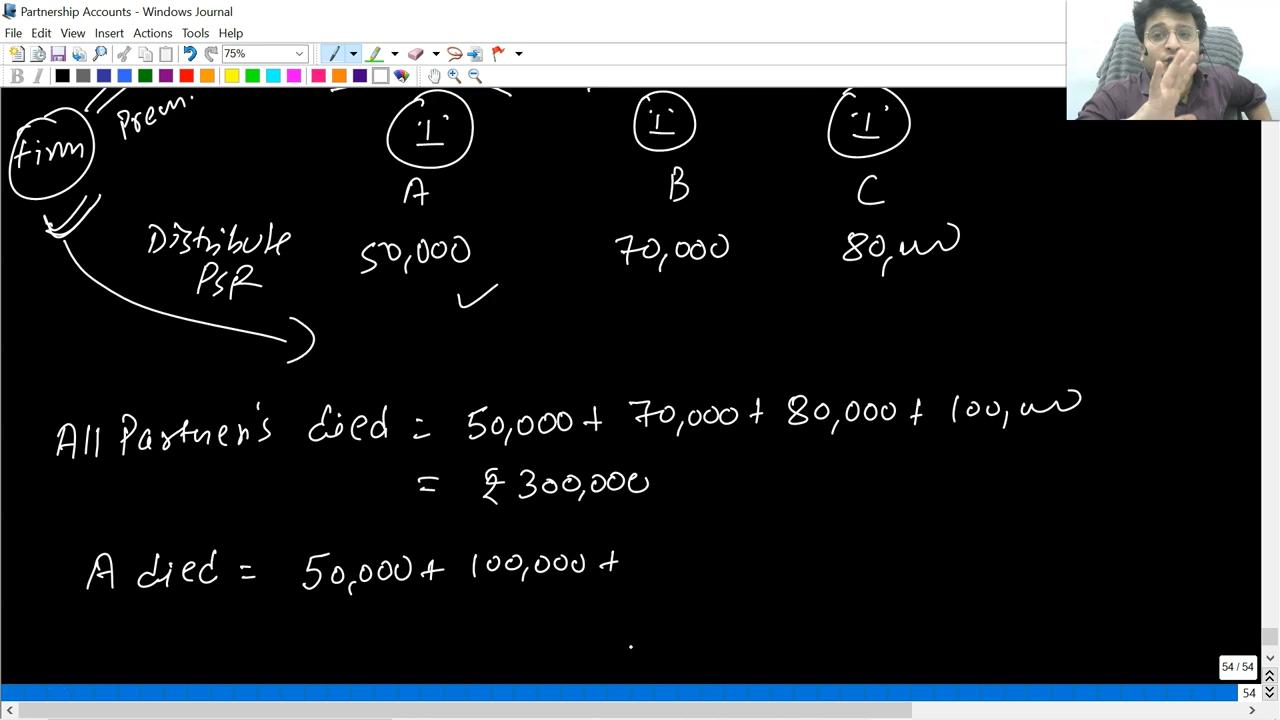 Partnership Accounts - Windows Journal
File Edit View Insert Actions Tools Help
75%
B I
Prem.
firm
A B C
Distribute 50,000 70,000 80,000
PSR
All Partner's died = 50,000 + 70,000 + 80,000 + 100,000
= ₹ 300,000
A died = 50,000 + 100,000 +
54 / 54
54